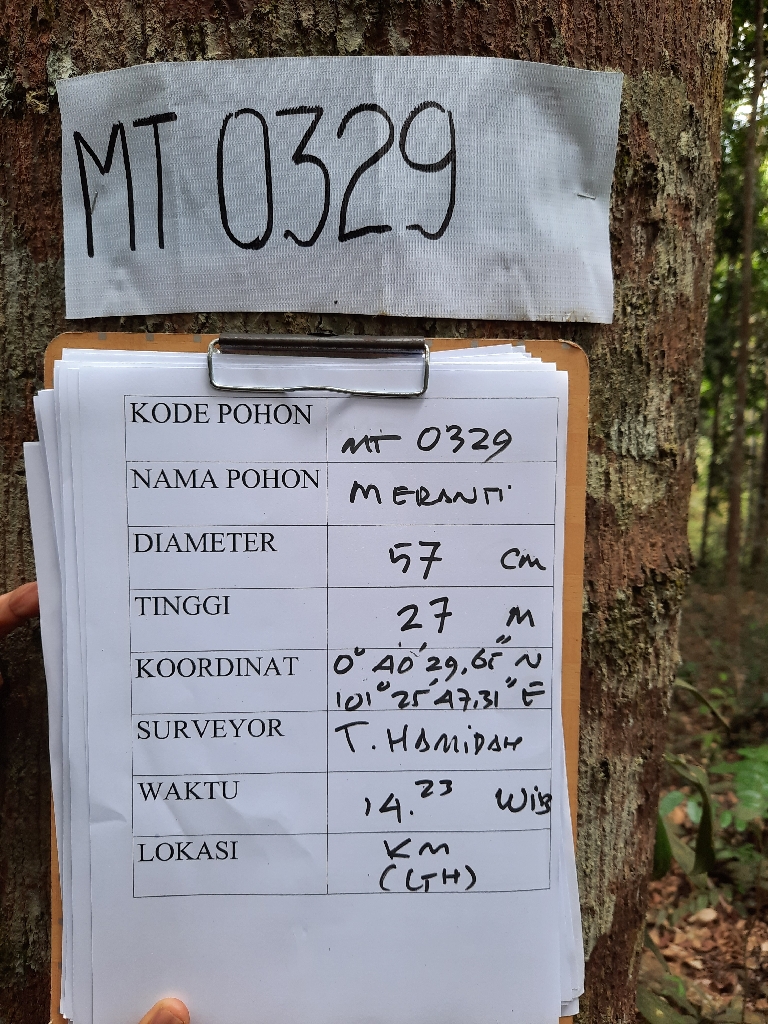 MT 0329
KODE POHON MT 0329
NAMA POHON MERANTI
DIAMETER 57 cm
TINGGI 27 M
KOORDINAT 0° 40' 29,65" N
101° 25' 47,31" E
SURVEYOR T. HAMIDAH
WAKTU 14.23 WIB
LOKASI KM
(LTH)